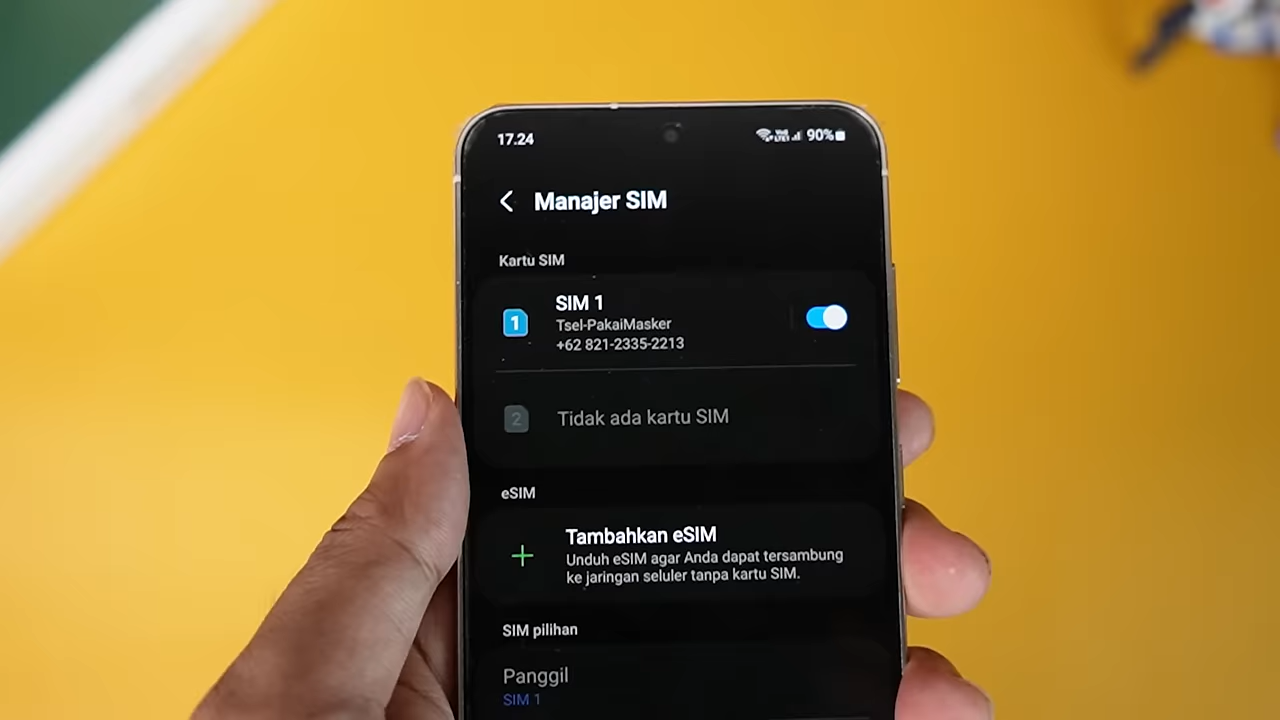 17.24
90%
Manajer SIM
Kartu SIM
1
SIM 1
Tsel-PakaiMasker
+62 821-2335-2213
2
Tidak ada kartu SIM
eSIM
Tambahkan eSIM
Unduh eSIM agar Anda dapat tersambung
ke jaringan seluler tanpa kartu SIM.
SIM pilihan
Panggil
SIM 1